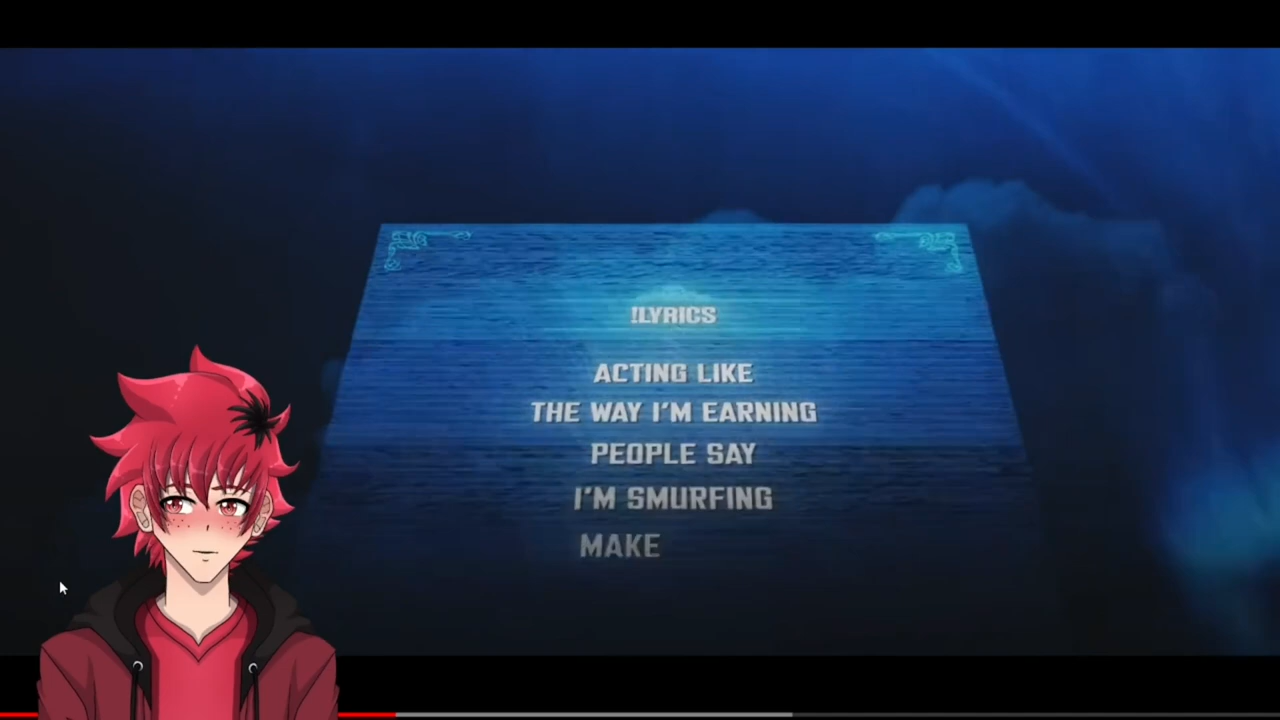 !LYRICS
ACTING LIKE
THE WAY I'M EARNING
PEOPLE SAY
I'M SMURFING
MAKE